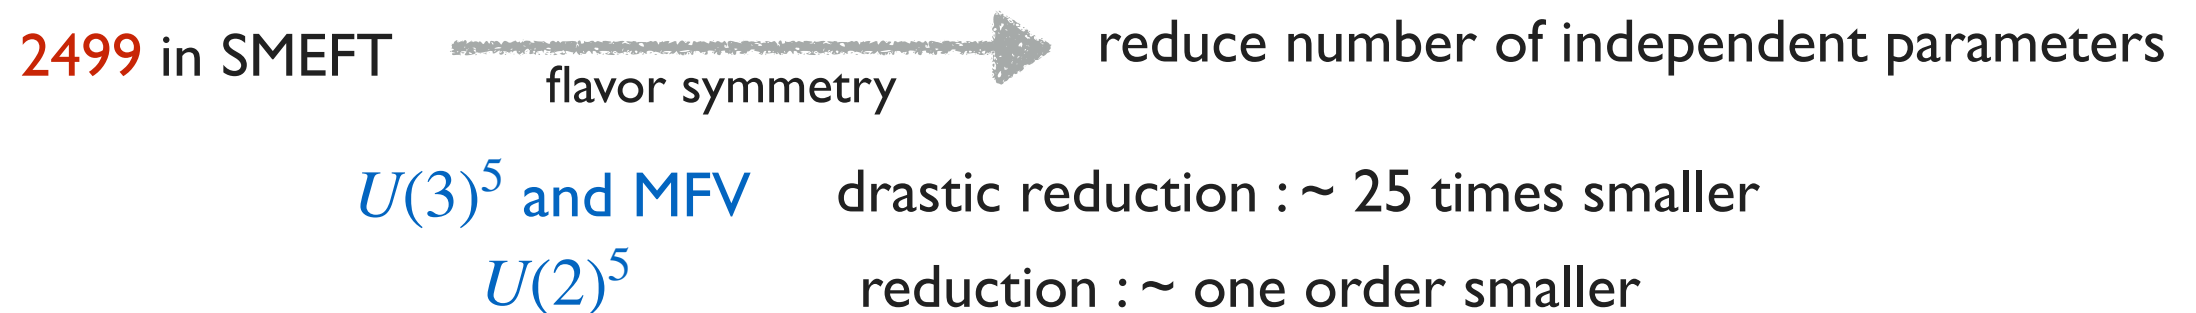 2499 in SMEFT
flavor symmetry
reduce number of independent parameters
U(3)⁵ and MFV drastic reduction : ~ 25 times smaller
U(2)⁵ reduction : ~ one order smaller